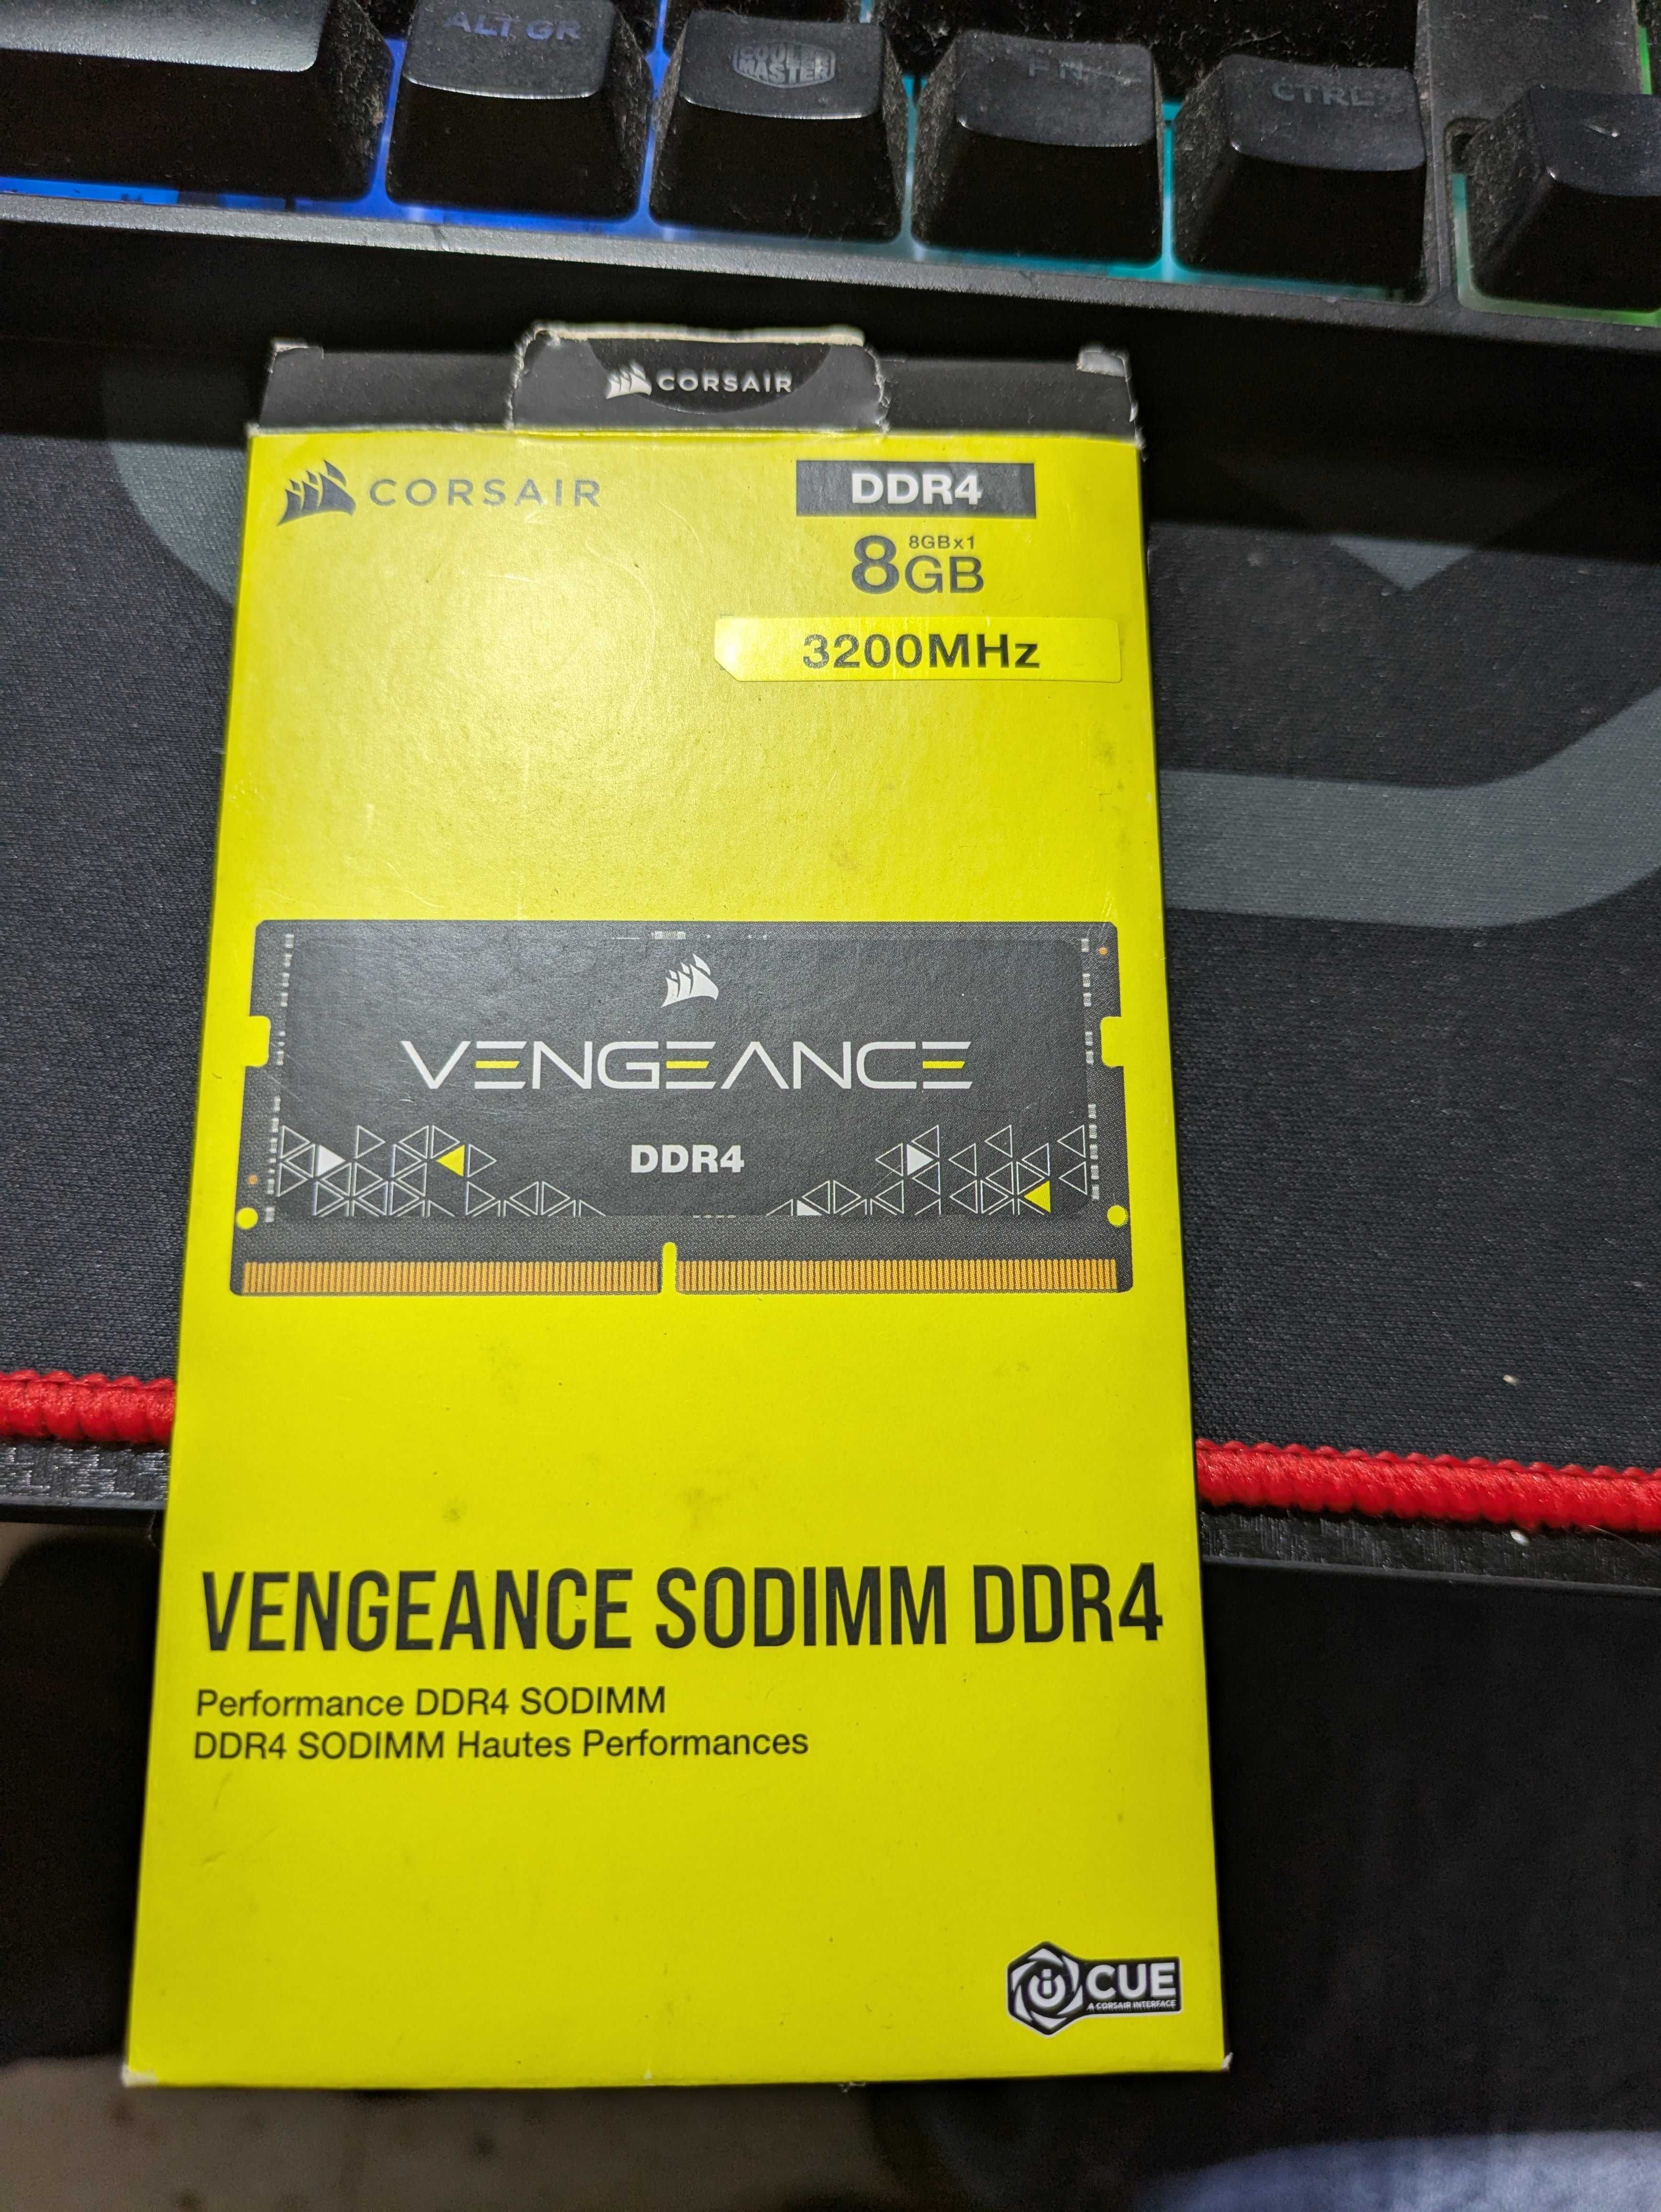 ALT GR
COOLER
MASTER
FN
CTRL
CORSAIR
CORSAIR
DDR4
8GBx1
8GB
3200MHz
VENGEANCE
DDR4
VENGEANCE SODIMM DDR4
Performance DDR4 SODIMM
DDR4 SODIMM Hautes Performances
iCUE
A CORSAIR INTERFACE